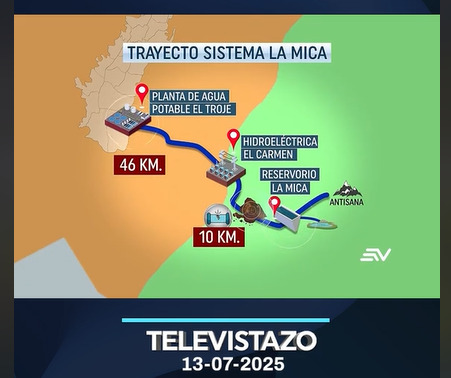 TRAYECTO SISTEMA LA MICA
PLANTA DE AGUA
POTABLE EL TROJE
HIDROELÉCTRICA
EL CARMEN
46 KM.
RESERVORIO
LA MICA
ANTISANA
10 KM.
TELEVISTAZO
13-07-2025